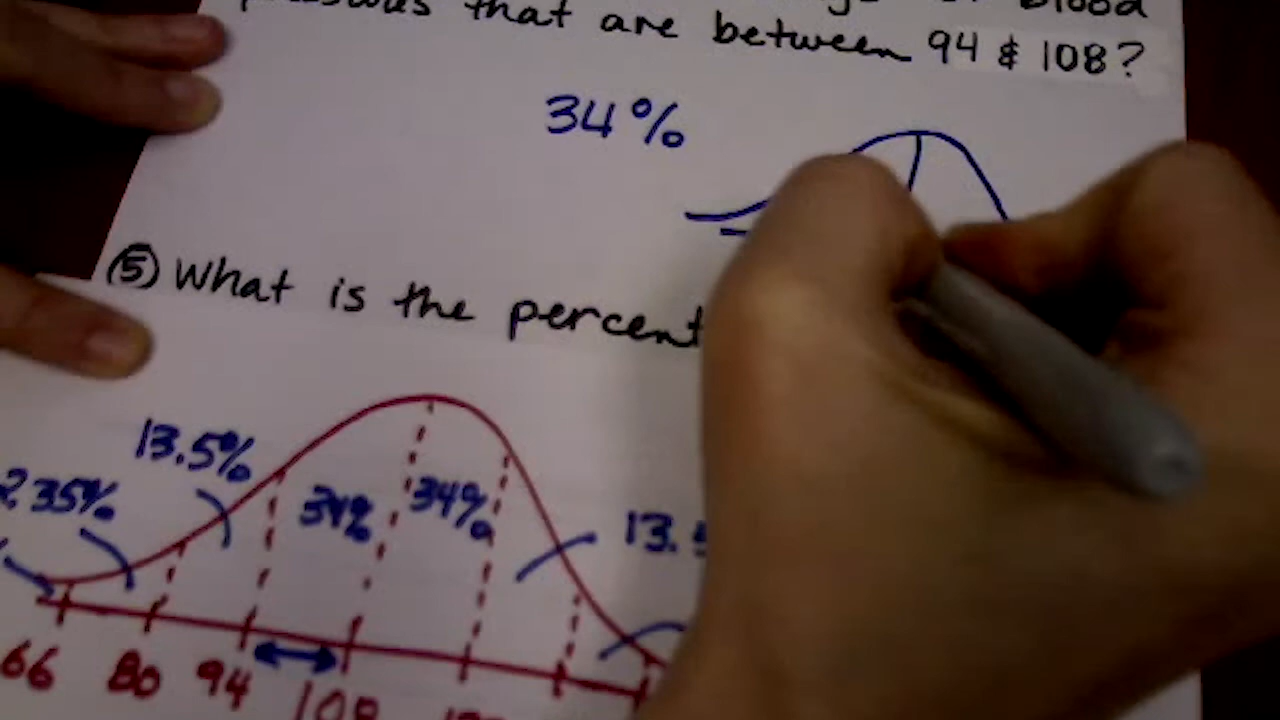 that are between 94 & 108?
34%
⑤ What is the percent
13.5%
2.35%
34%
34%
13.5
66 80 94 108